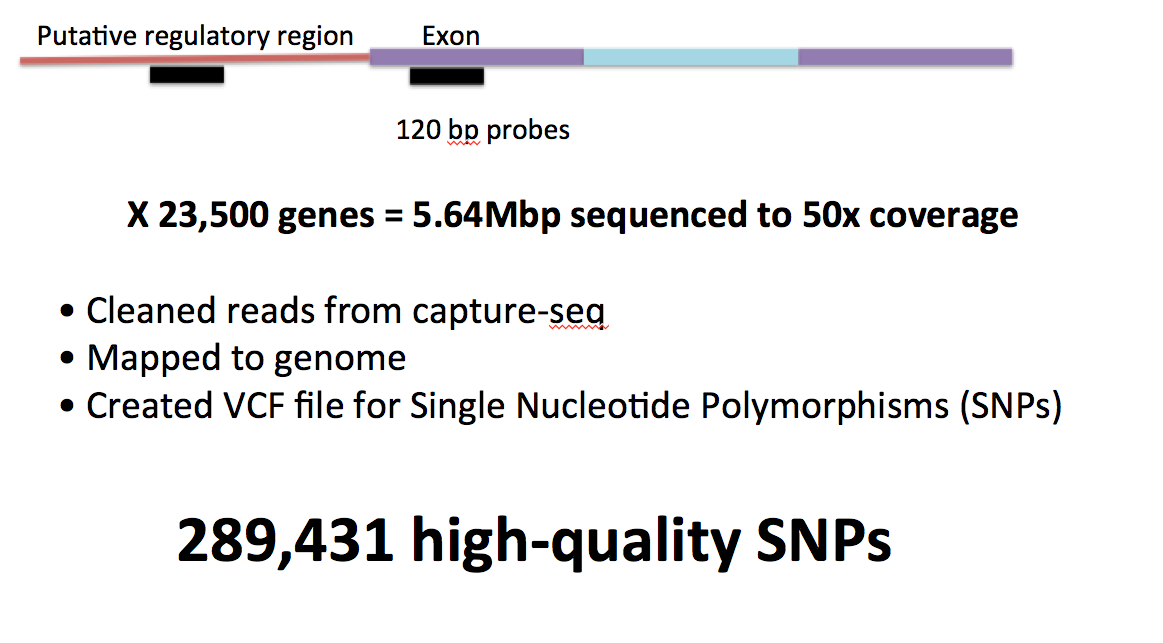 Putative regulatory region Exon
120 bp probes
X 23,500 genes = 5.64Mbp sequenced to 50x coverage
• Cleaned reads from capture-seq
• Mapped to genome
• Created VCF file for Single Nucleotide Polymorphisms (SNPs)
289,431 high-quality SNPs